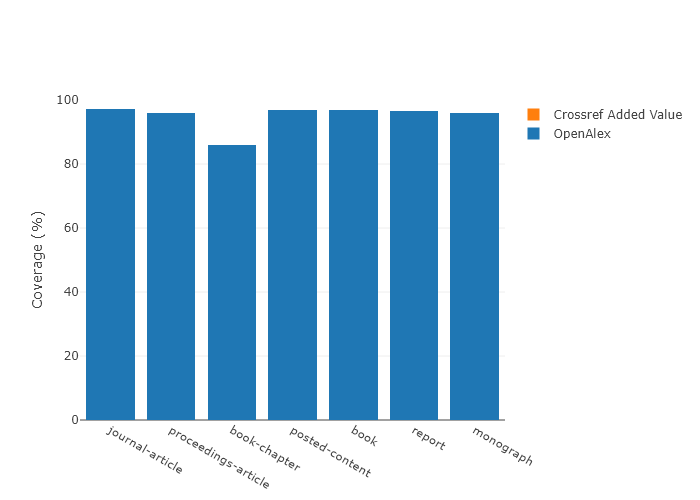 100
80
60
40
20
0
Coverage (%)
journal-article
proceedings-article
book-chapter
posted-content
book
report
monograph
Crossref Added Value
OpenAlex